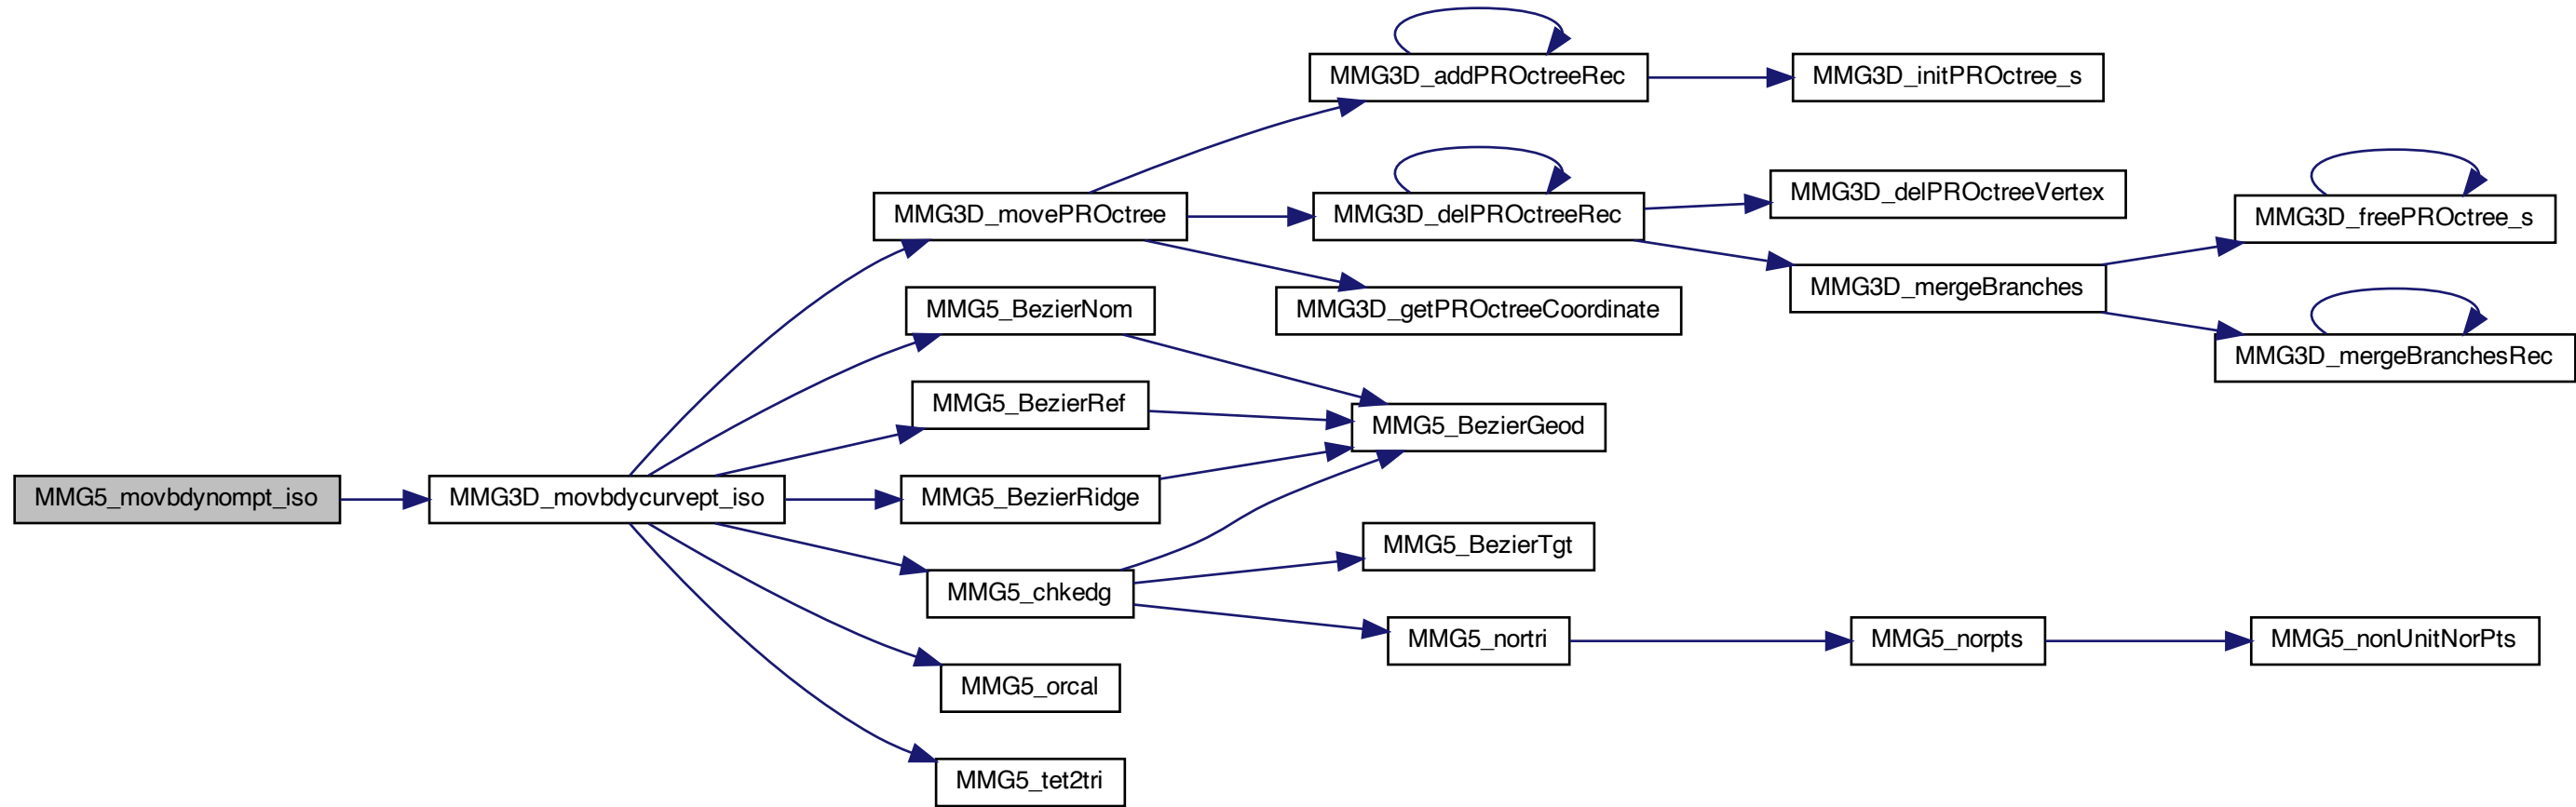 MMG3D_addPROctreeRec
MMG3D_initPROctree_s
MMG3D_movePROctree
MMG3D_delPROctreeRec
MMG3D_delPROctreeVertex
MMG3D_freePROctree_s
MMG3D_mergeBranches
MMG5_BezierNom
MMG3D_getPROctreeCoordinate
MMG3D_mergeBranchesRec
MMG5_BezierRef
MMG5_BezierGeod
MMG5_movbdynompt_iso
MMG3D_movbdycurvept_iso
MMG5_BezierRidge
MMG5_BezierTgt
MMG5_chkedg
MMG5_nortri
MMG5_norpts
MMG5_nonUnitNorPts
MMG5_orcal
MMG5_tet2tri